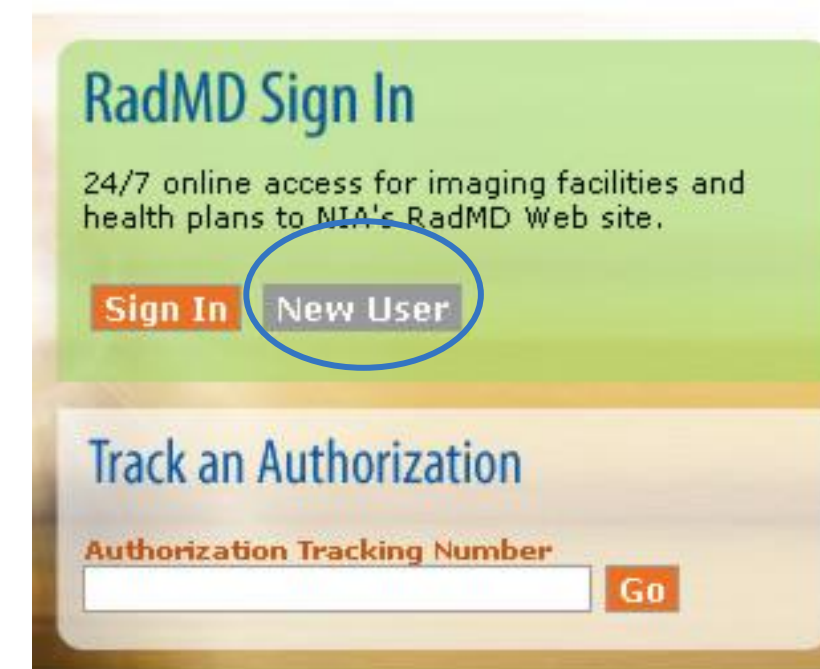 RadMD Sign In
24/7 online access for imaging facilities and
health plans to NIA's RadMD Web site.
Sign In New User
Track an Authorization
Authorization Tracking Number
Go